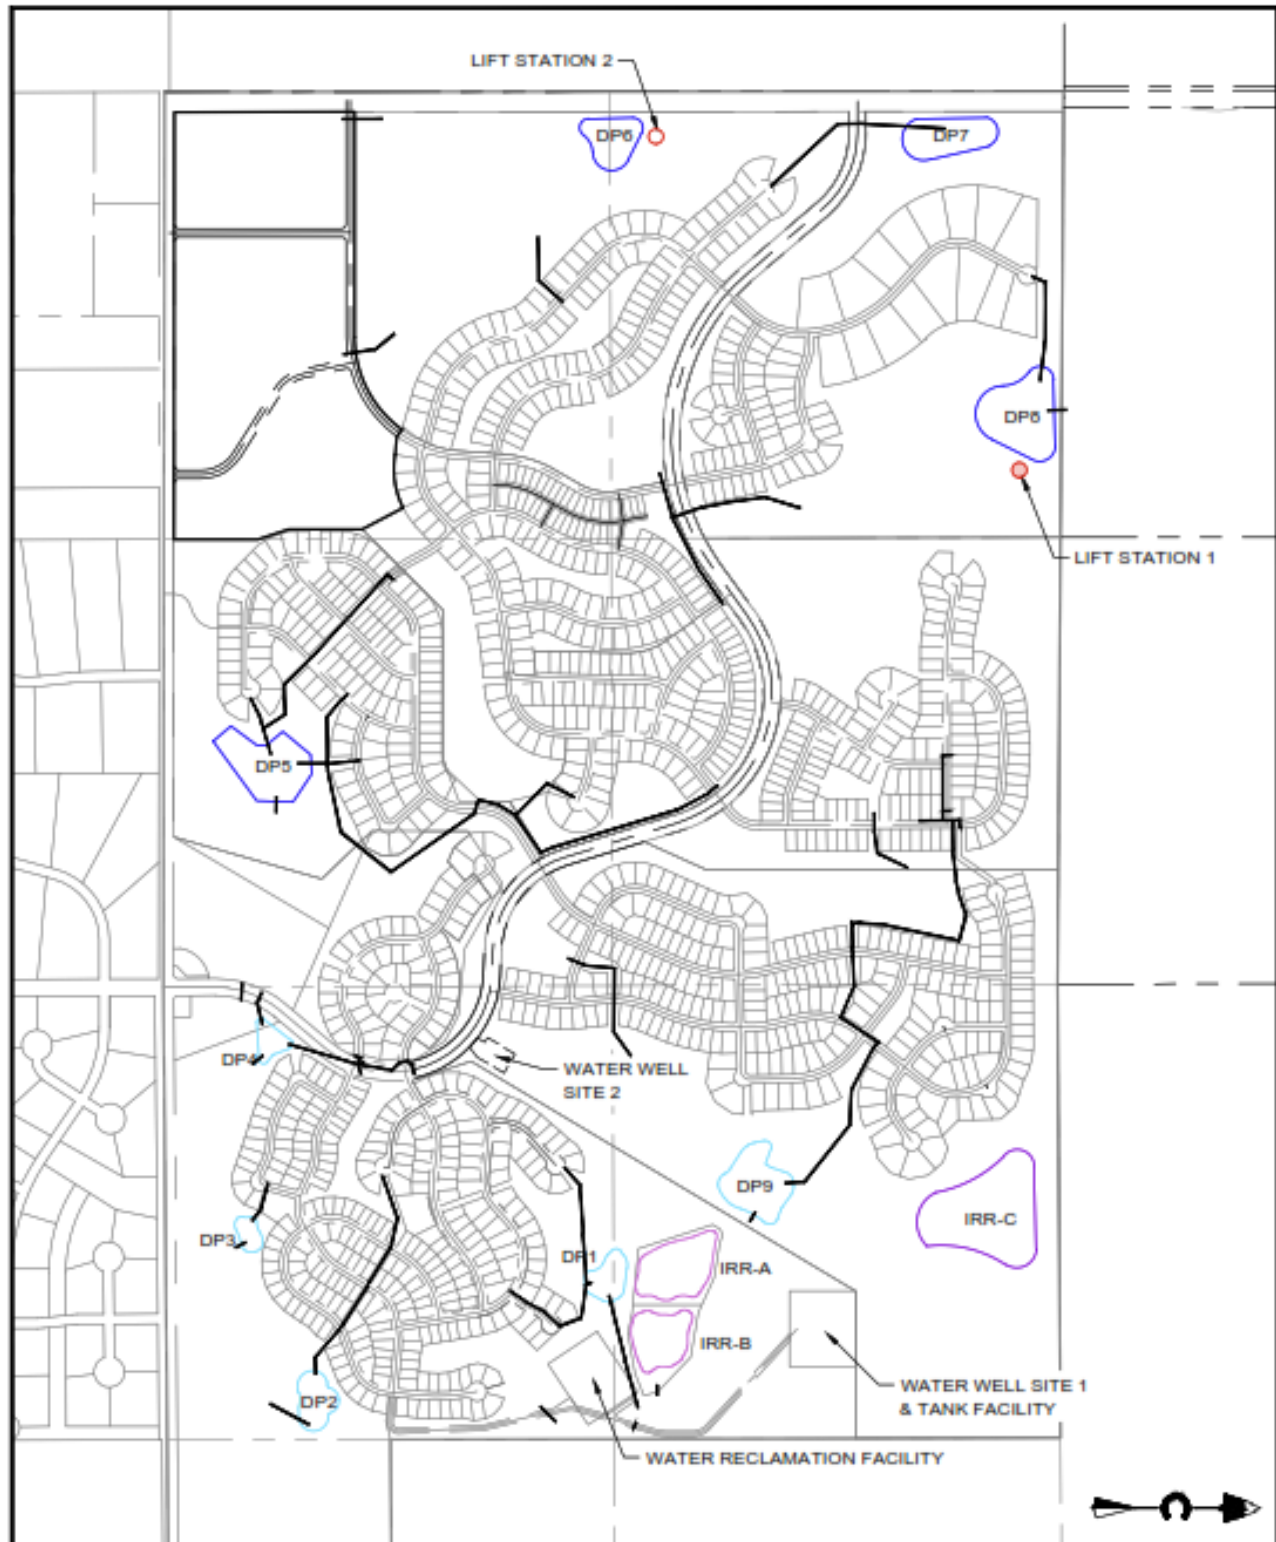 LIFT STATION 2
DP6
DP7
DP8
LIFT STATION 1
DP5
DP4
WATER WELL
SITE 2
DP9
IRR-C
DP3
DP1
IRR-A
IRR-B
DP2
WATER WELL SITE 1
& TANK FACILITY
WATER RECLAMATION FACILITY